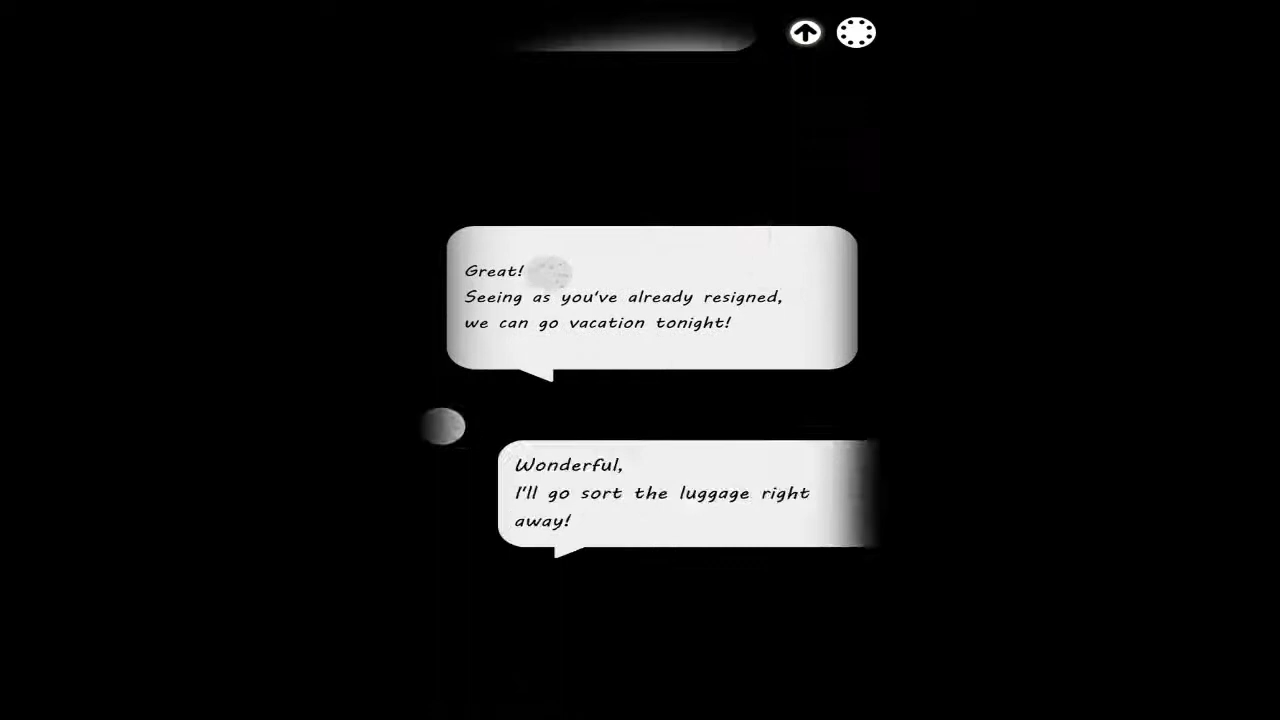 Great!
Seeing as you've already resigned,
we can go vacation tonight!
Wonderful,
I'll go sort the luggage right
away!